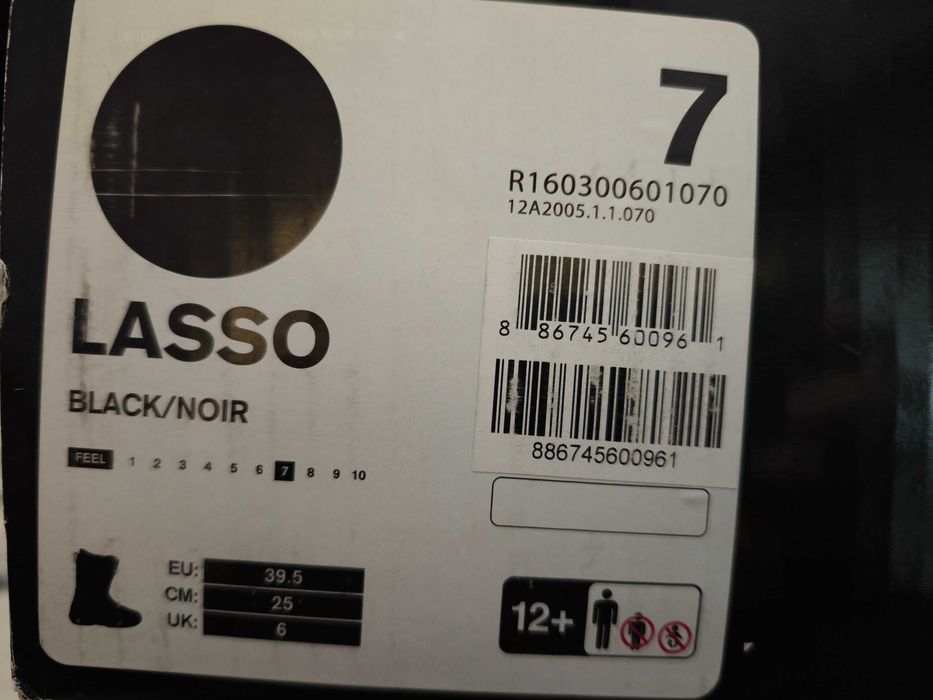 7
R160300601070
12A2005.1.1.070
8 86745 60096 1
886745600961
LASSO
BLACK/NOIR
FEEL 1 2 3 4 5 6 7 8 9 10
EU: 39.5
CM: 25
UK: 6
12+